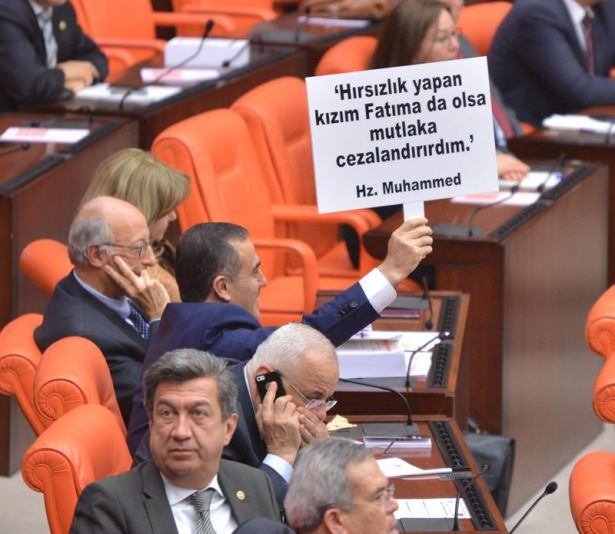 'Hırsızlık yapan
kızım Fatıma da olsa
mutlaka
cezalandırırdım.'
Hz. Muhammed